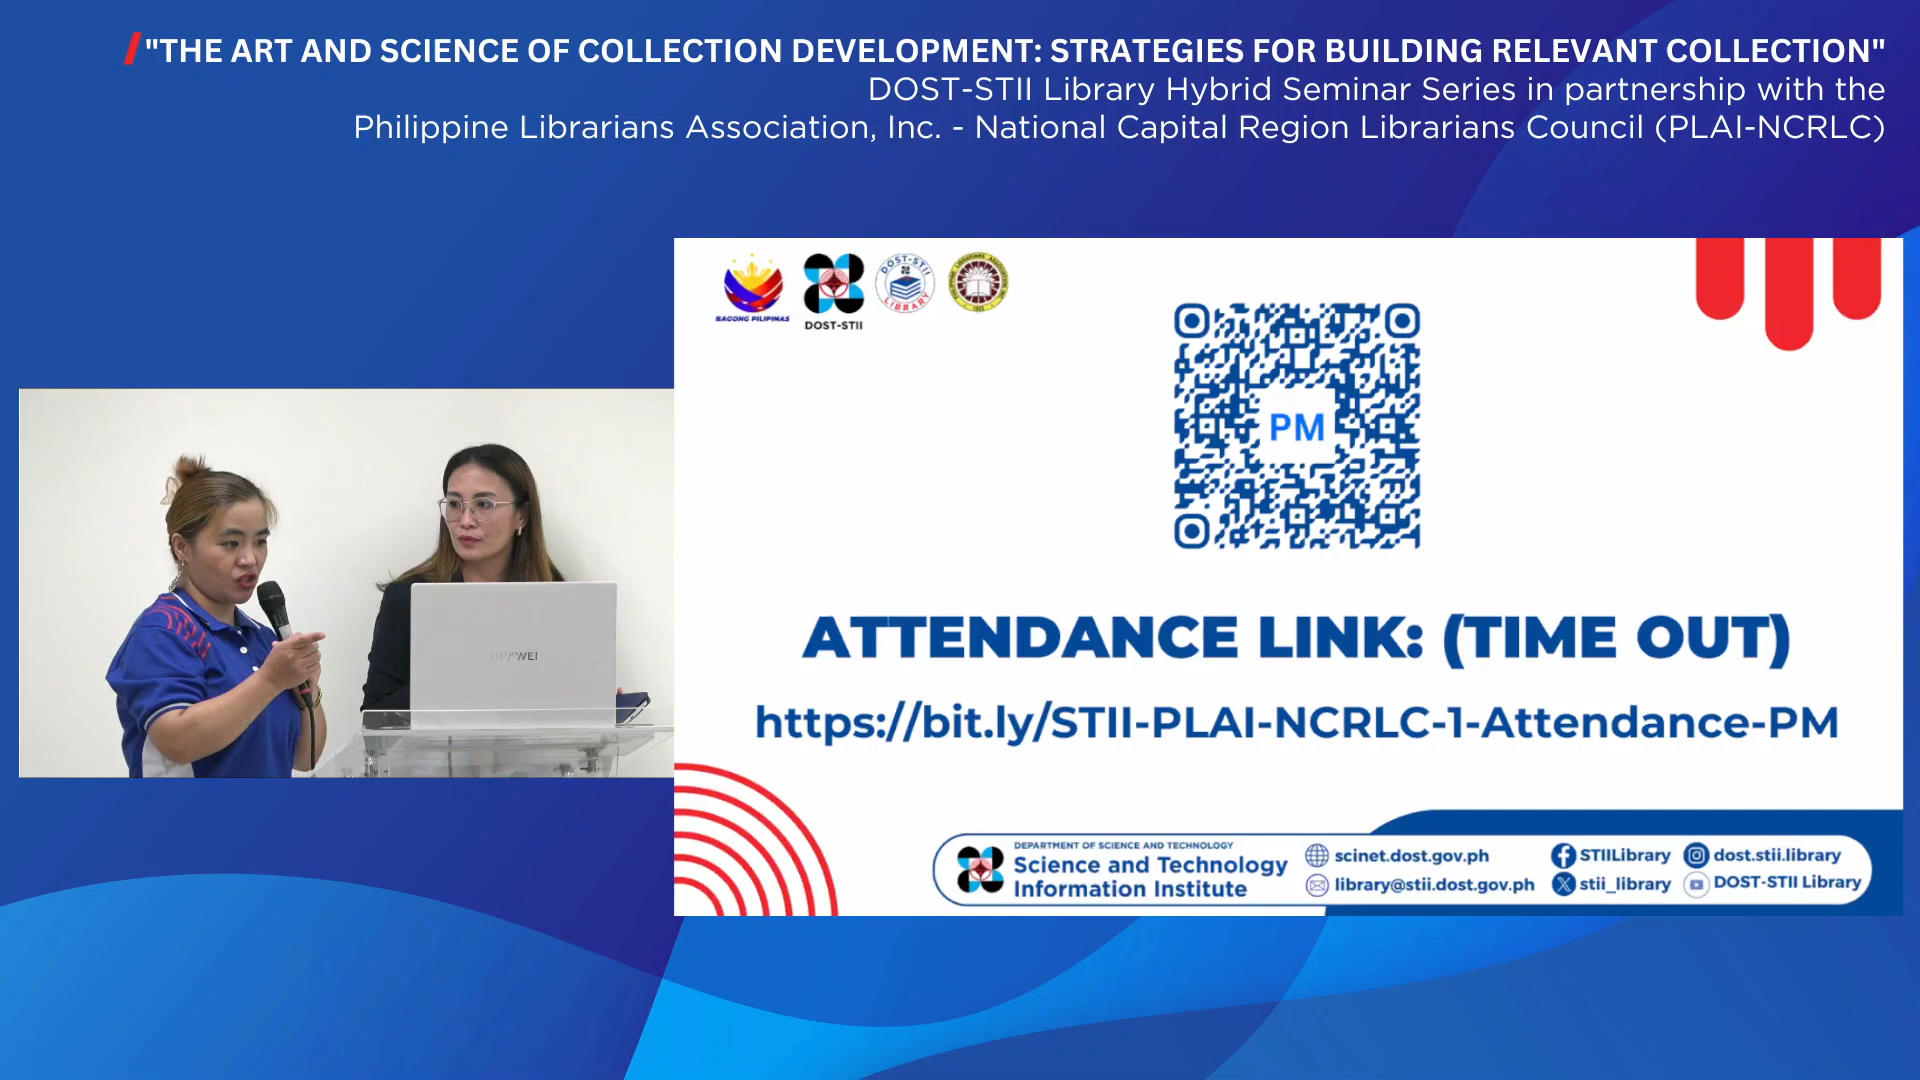 "THE ART AND SCIENCE OF COLLECTION DEVELOPMENT: STRATEGIES FOR BUILDING RELEVANT COLLECTION"
DOST-STII Library Hybrid Seminar Series in partnership with the
Philippine Librarians Association, Inc. - National Capital Region Librarians Council (PLAI-NCRLC)
BAGONG PILIPINAS
DOST-STII
DOST-STII
LIBRARY
PM
ATTENDANCE LINK: (TIME OUT)
https://bit.ly/STII-PLAI-NCRLC-1-Attendance-PM
HUAWEI
DEPARTMENT OF SCIENCE AND TECHNOLOGY
Science and Technology
Information Institute
scinet.dost.gov.ph
library@stii.dost.gov.ph
STIILibrary
stii_library
dost.stii.library
DOST-STII Library